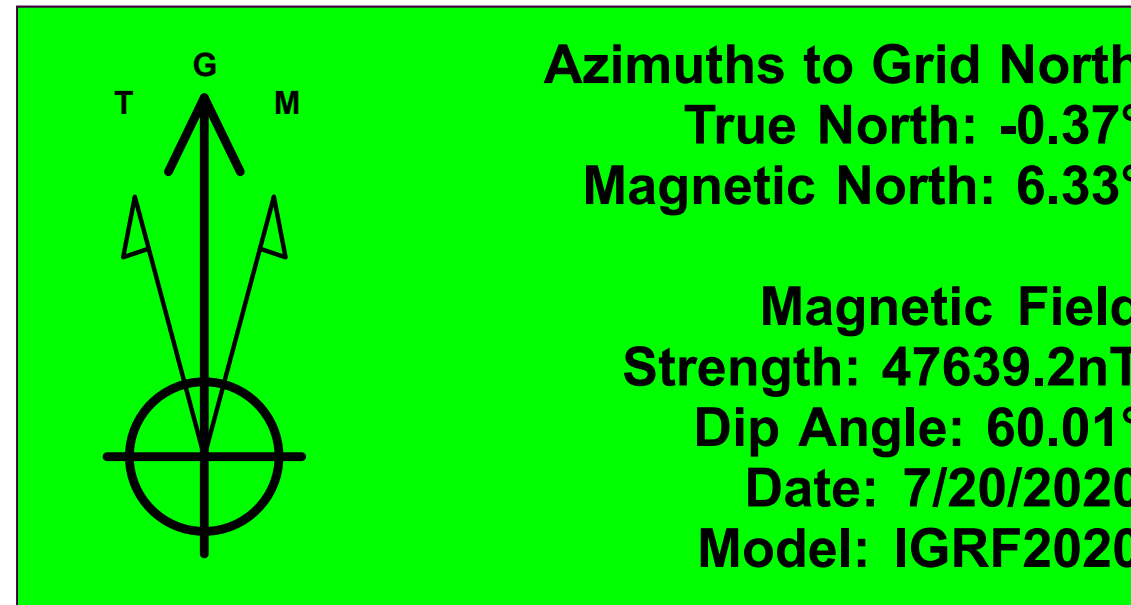 G
T M
Azimuths to Grid North
True North: -0.37°
Magnetic North: 6.33°
Magnetic Field
Strength: 47639.2nT
Dip Angle: 60.01°
Date: 7/20/2020
Model: IGRF2020